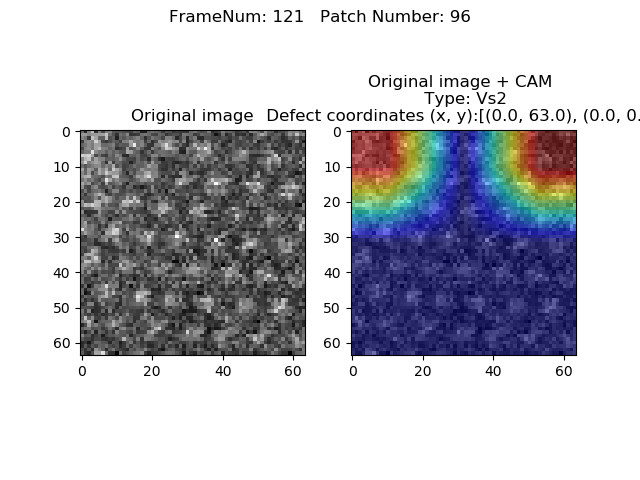 FrameNum: 121   Patch Number: 96
Original image + CAM
Type: Vs2
Original image   Defect coordinates (x, y):[(0.0, 63.0), (0.0, 0.
0
10
20
30
40
50
60
0 20 40 60
0
10
20
30
40
50
60
0 20 40 60